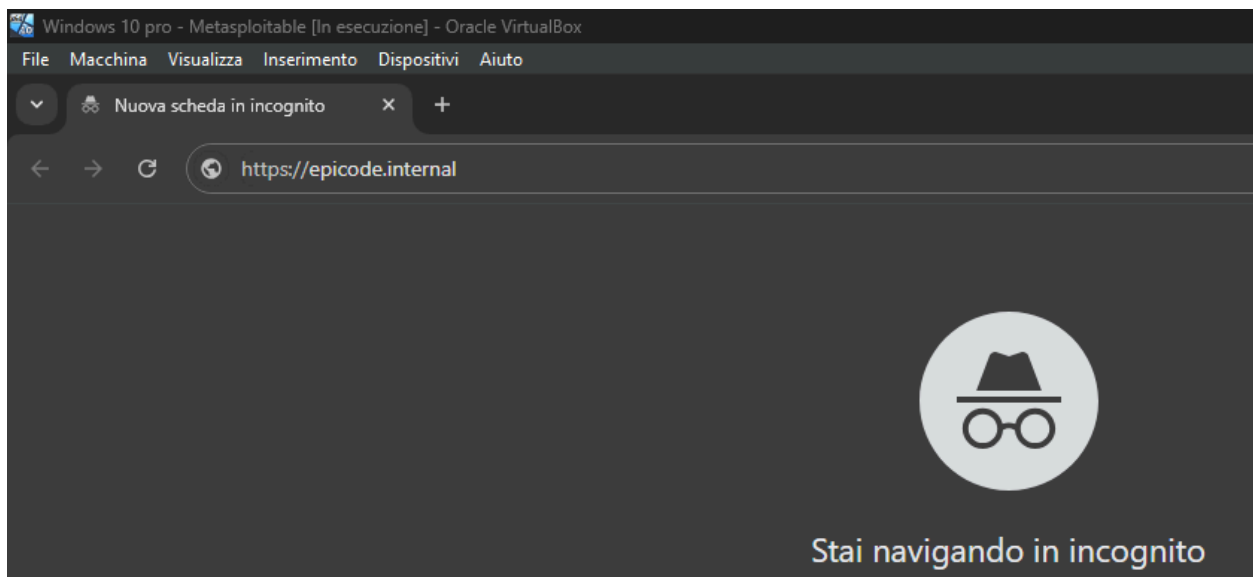 Windows 10 pro - Metasploitable [In esecuzione] - Oracle VirtualBox
File Macchina Visualizza Inserimento Dispositivi Aiuto
Nuova scheda in incognito
https://epicode.internal
Stai navigando in incognito